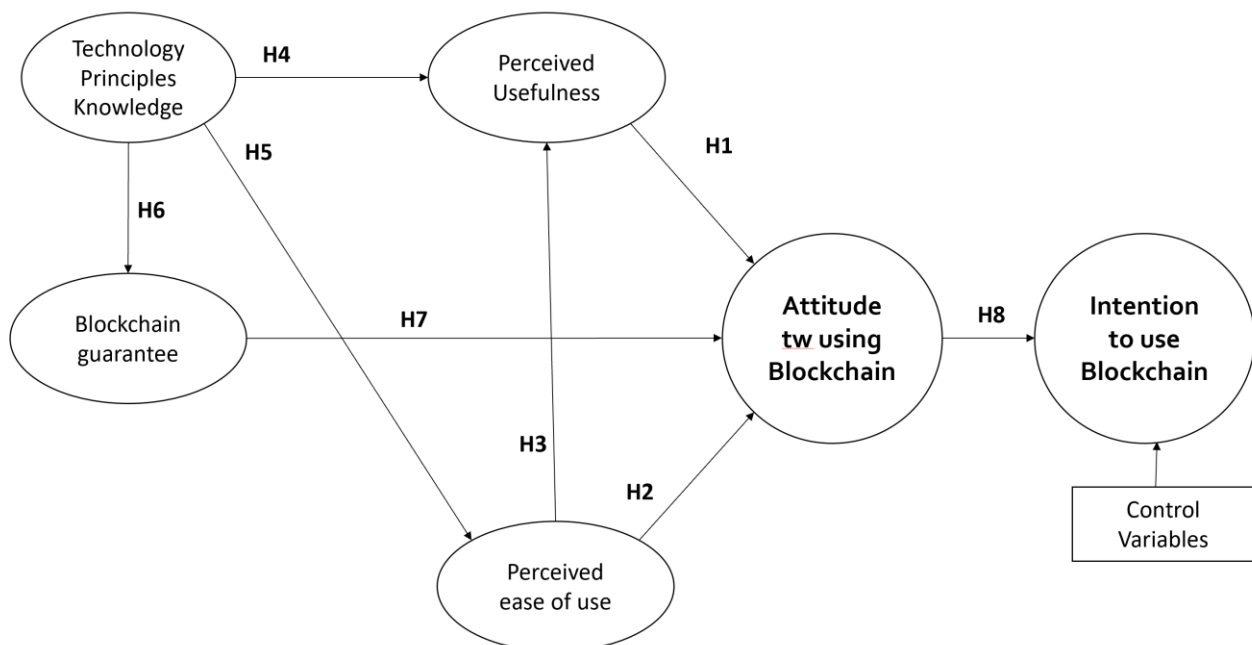 Technology
Principles
Knowledge
H4
Perceived
Usefulness
H5
H1
H6
Blockchain
guarantee
H7
Attitude
tw using
Blockchain
H8
Intention
to use
Blockchain
H3
H2
Control
Variables
Perceived
ease of use